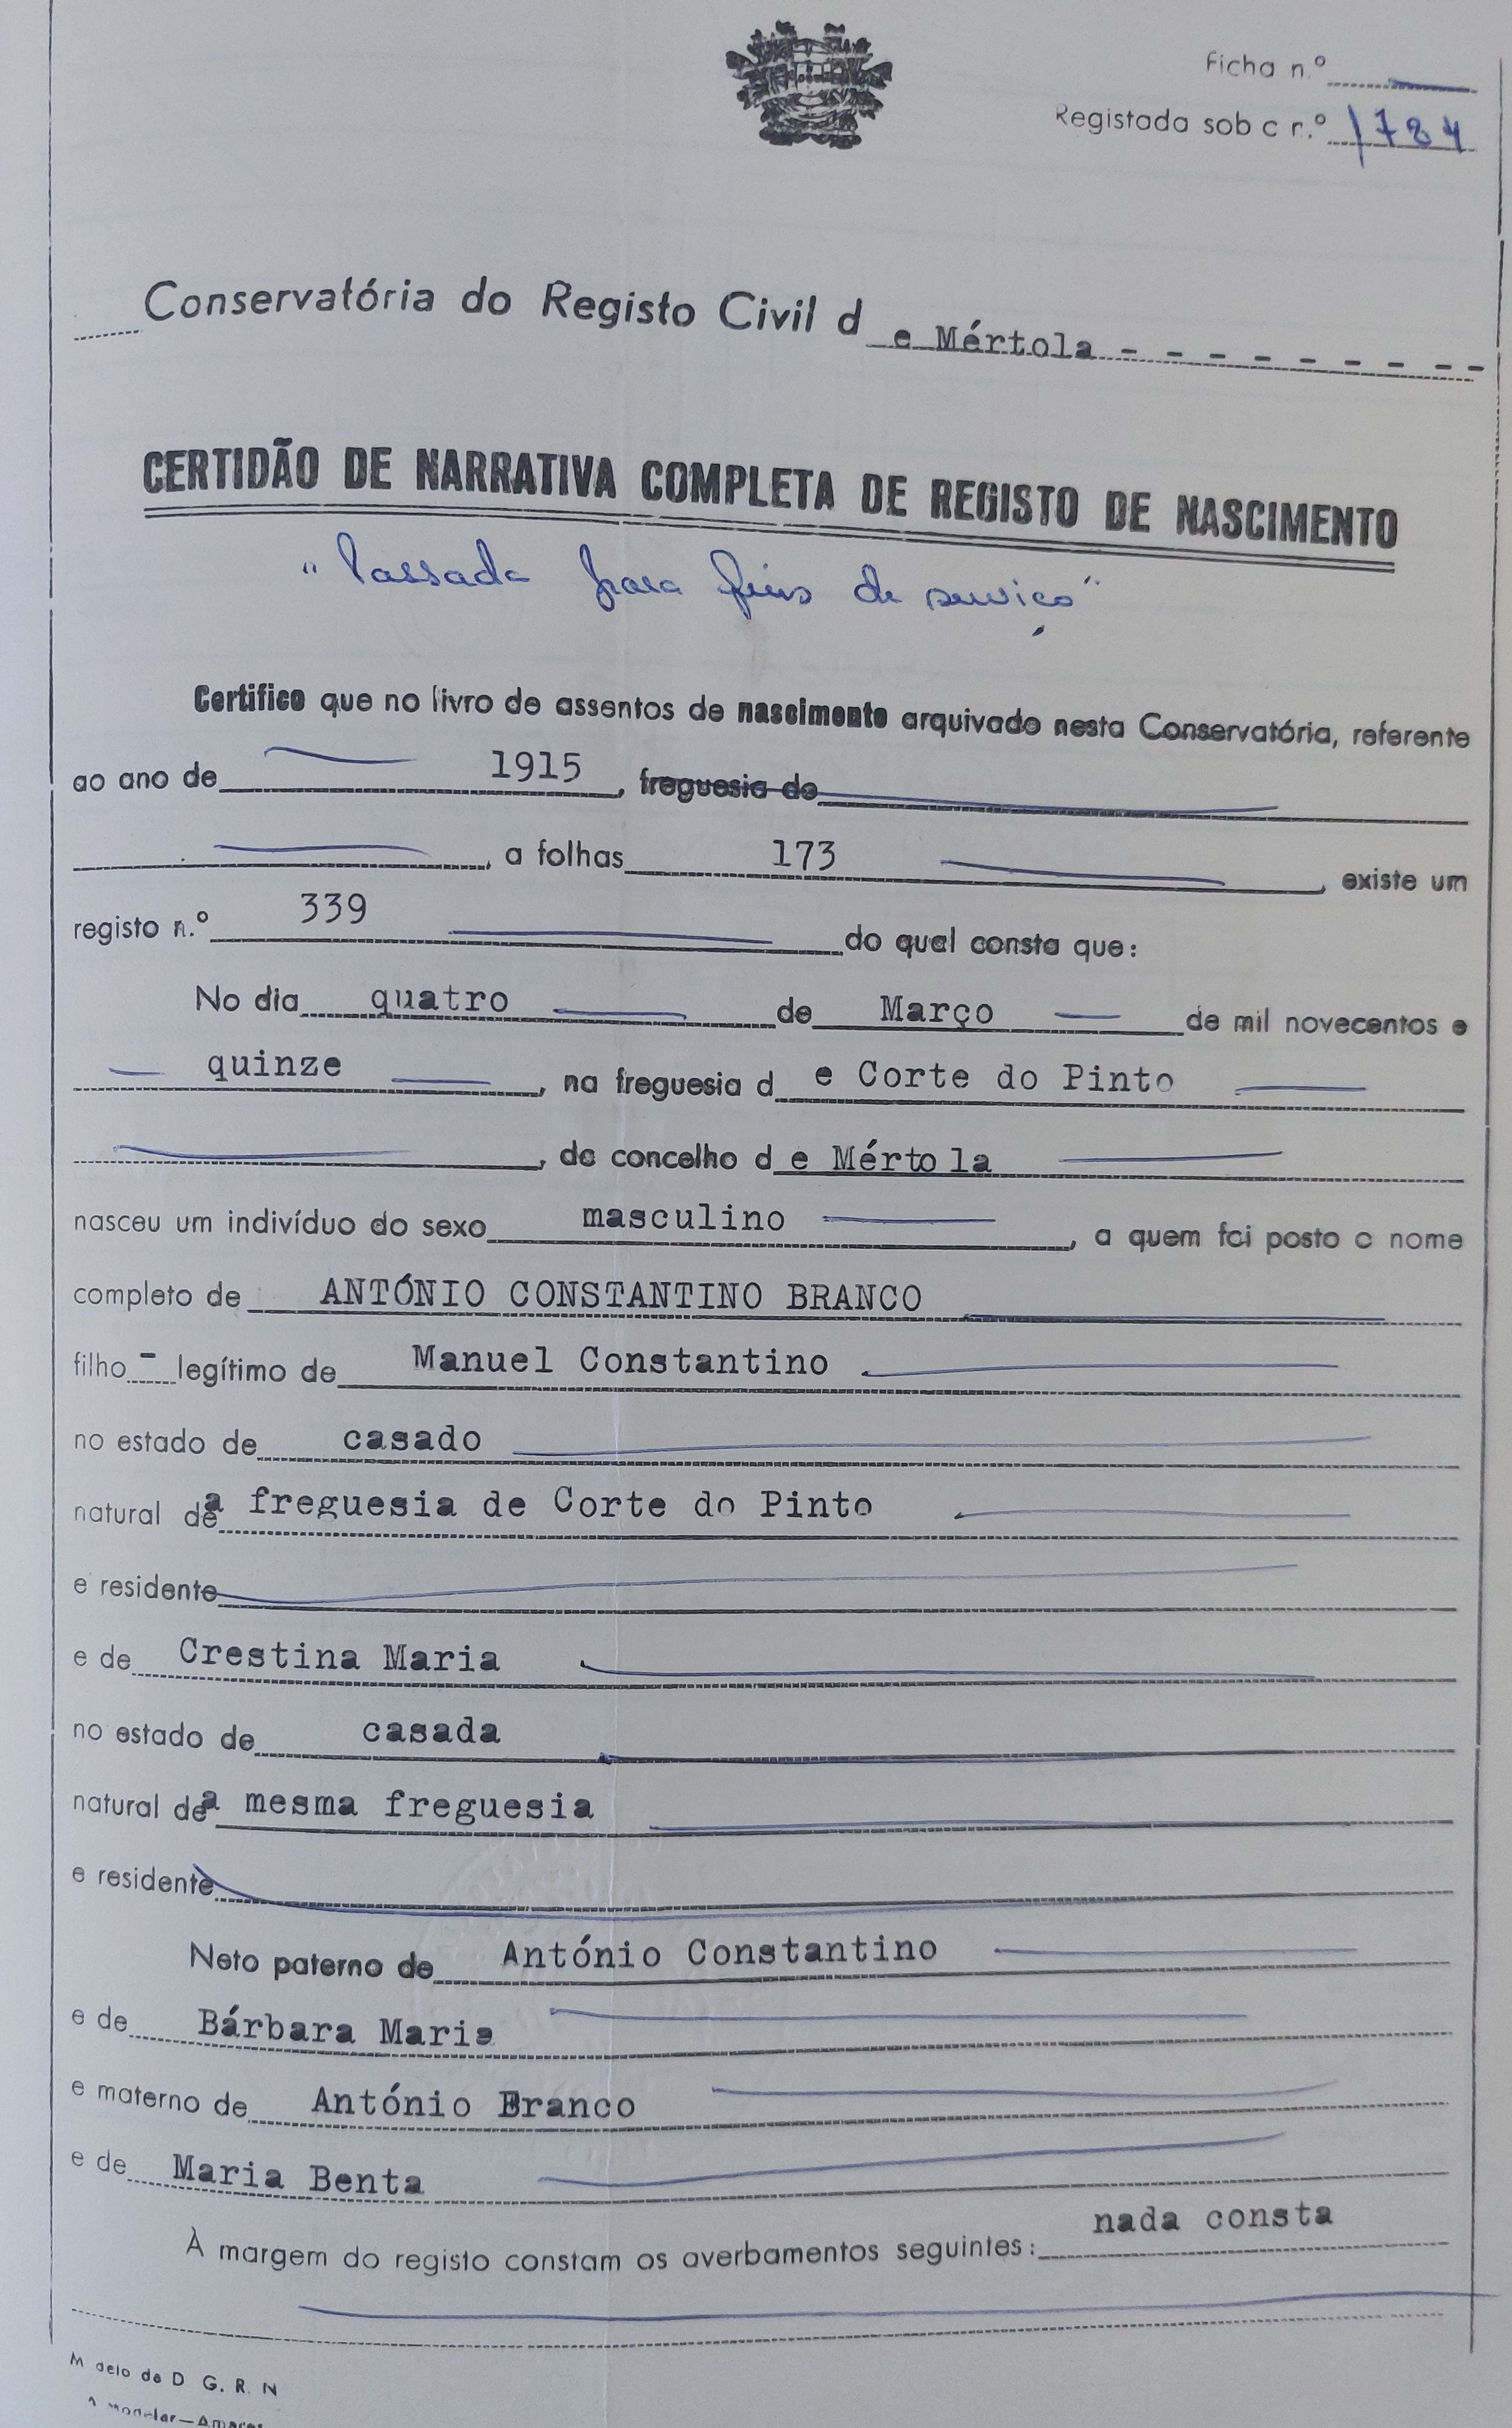 Ficha n.º
Registada sob o n.º 1784
Conservatória do Registo Civil de Mértola - - - - - - - - -
CERTIDÃO DE NARRATIVA COMPLETA DE REGISTO DE NASCIMENTO
"Passada para fins de serviço"
Certifico que no livro de assentos de nascimento arquivado nesta Conservatória, referente
ao ano de 1915, freguesia de
, a folhas 173, existe um
registo n.º 339 do qual consta que:
No dia quatro de Março de mil novecentos e
quinze, na freguesia de Corte do Pinto
, do concelho de Mértola
nasceu um indivíduo do sexo masculino, a quem foi posto o nome
completo de ANTÓNIO CONSTANTINO BRANCO
filho - legítimo de Manuel Constantino
no estado de casado
natural da freguesia de Corte do Pinto
e residente
e de Crestina Maria
no estado de casada
natural da mesma freguesia
e residente
Neto paterno de António Constantino
e de Bárbara Maria
e materno de António Branco
e de Maria Benta
À margem do registo constam os averbamentos seguintes: nada consta
Modelo da D G. R. N
A Modelar—Amares